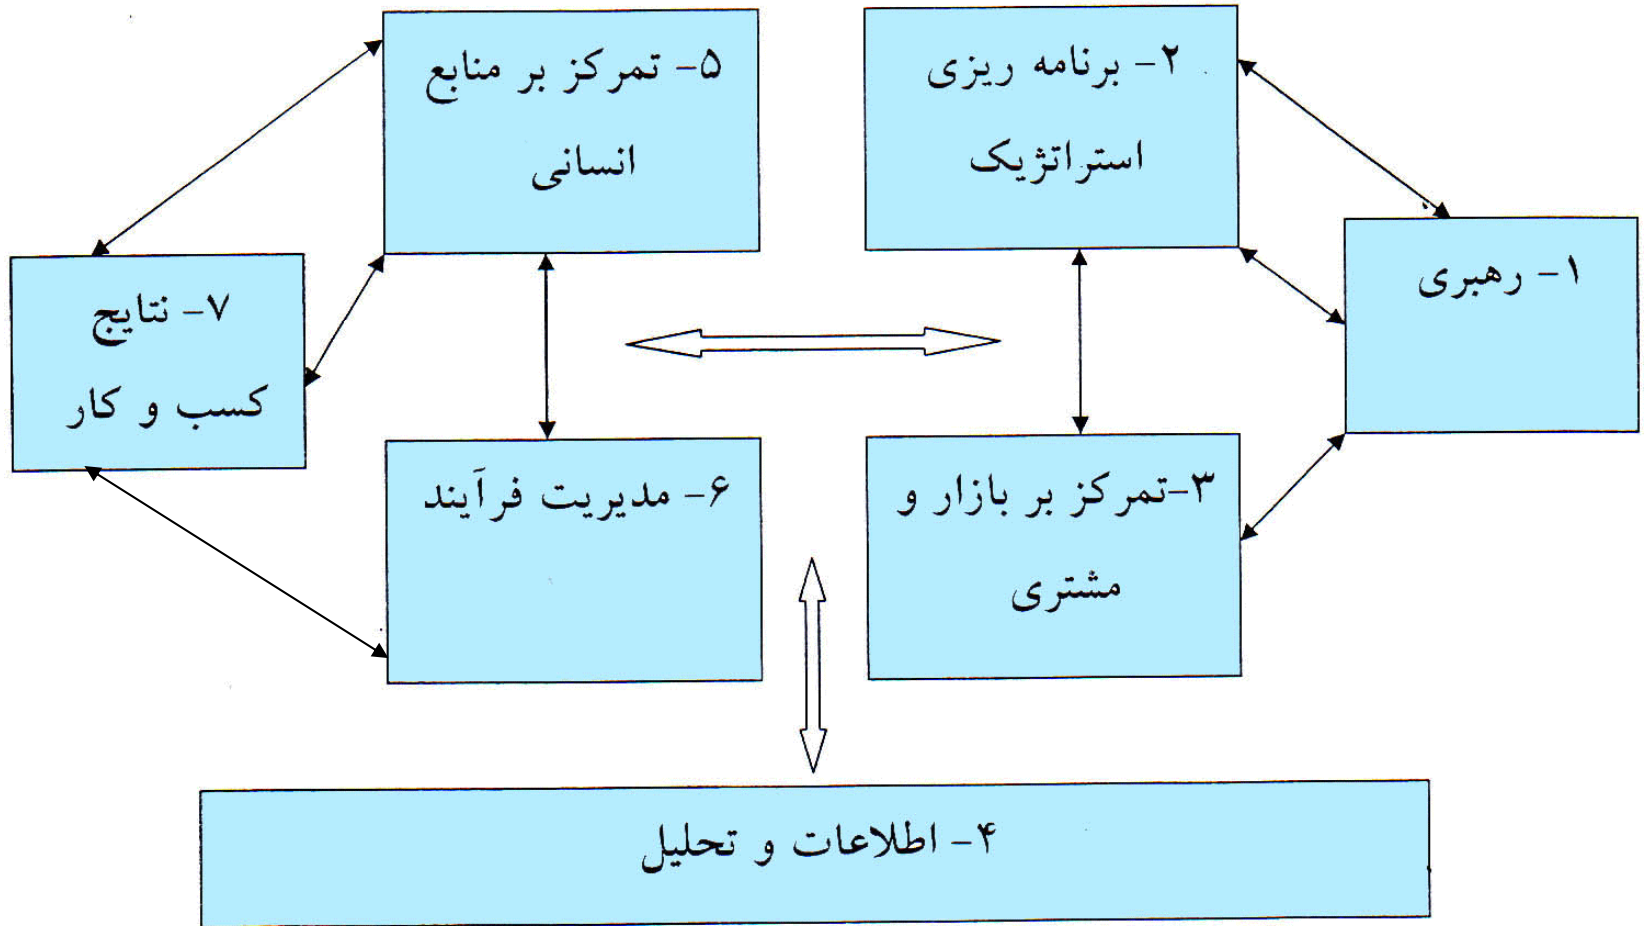 ۱- رهبری
۲- برنامه ریزی
استراتژیک
۳-تمرکز بر بازار و
مشتری
۴- اطلاعات و تحلیل
۵- تمرکز بر منابع
انسانی
۶- مدیریت فرآیند
۷- نتایج
کسب و کار